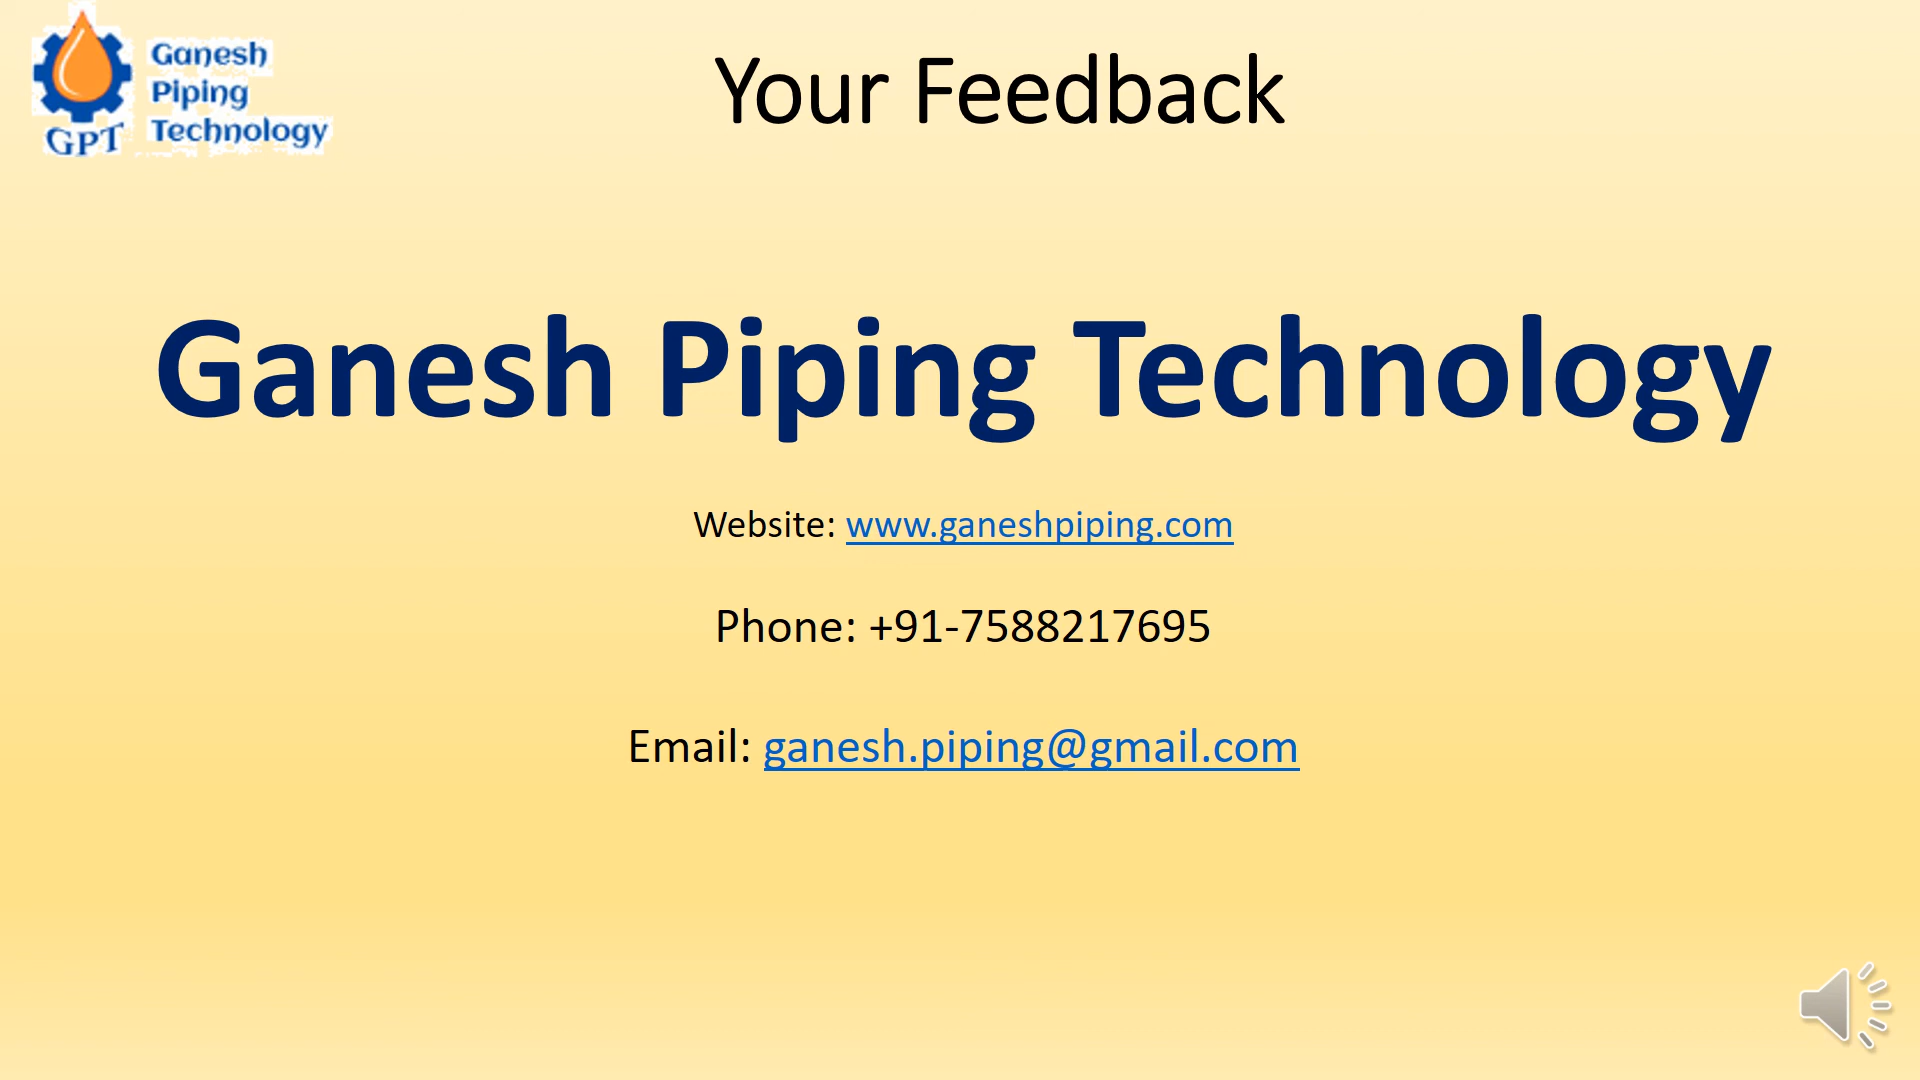 Ganesh
Piping
Technology
GPT
Your Feedback
Ganesh Piping Technology
Website: www.ganeshpiping.com
Phone: +91-7588217695
Email: ganesh.piping@gmail.com